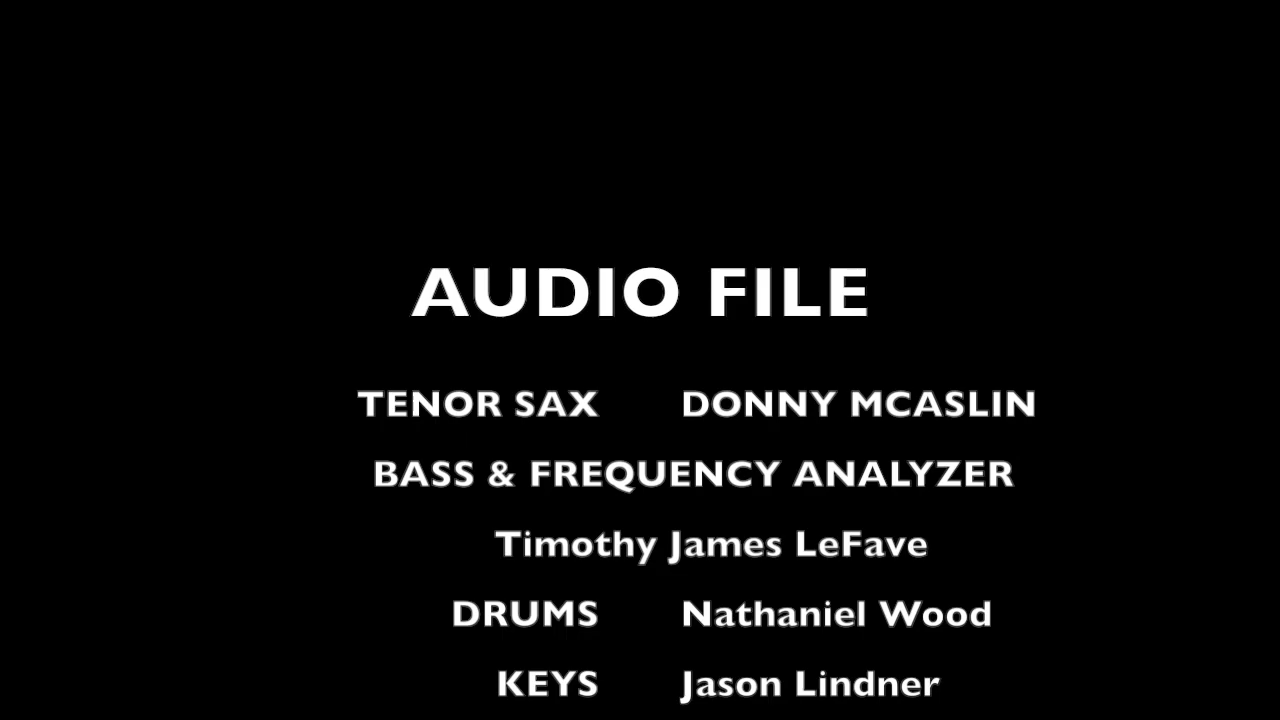 AUDIO FILE
TENOR SAX DONNY MCASLIN
BASS & FREQUENCY ANALYZER
Timothy James LeFave
DRUMS Nathaniel Wood
KEYS Jason Lindner